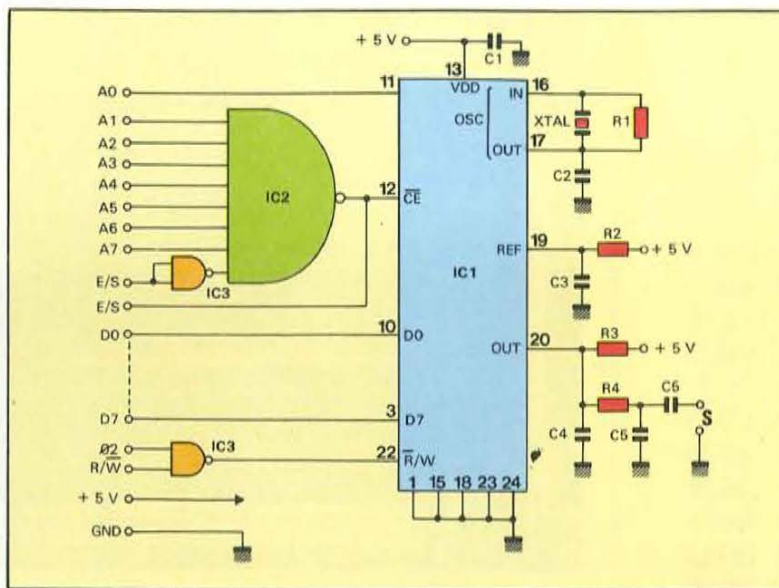 + 5 V
C1
13
VDD
11
16
A0
IN
A1
OSC
XTAL
R1
A2
17
A3
OUT
A4
IC2
12
C2
A5
CE
A6
A7
19
R2
REF
+ 5 V
E/S
IC3
IC1
C3
E/S
10
20
R3
D0
D0
OUT
+ 5 V
R4
C6
3
S
D7
D7
C4
C5
Ø2
IC3
22
R/W
R/W
+ 5 V
1 15 18 23 24
GND